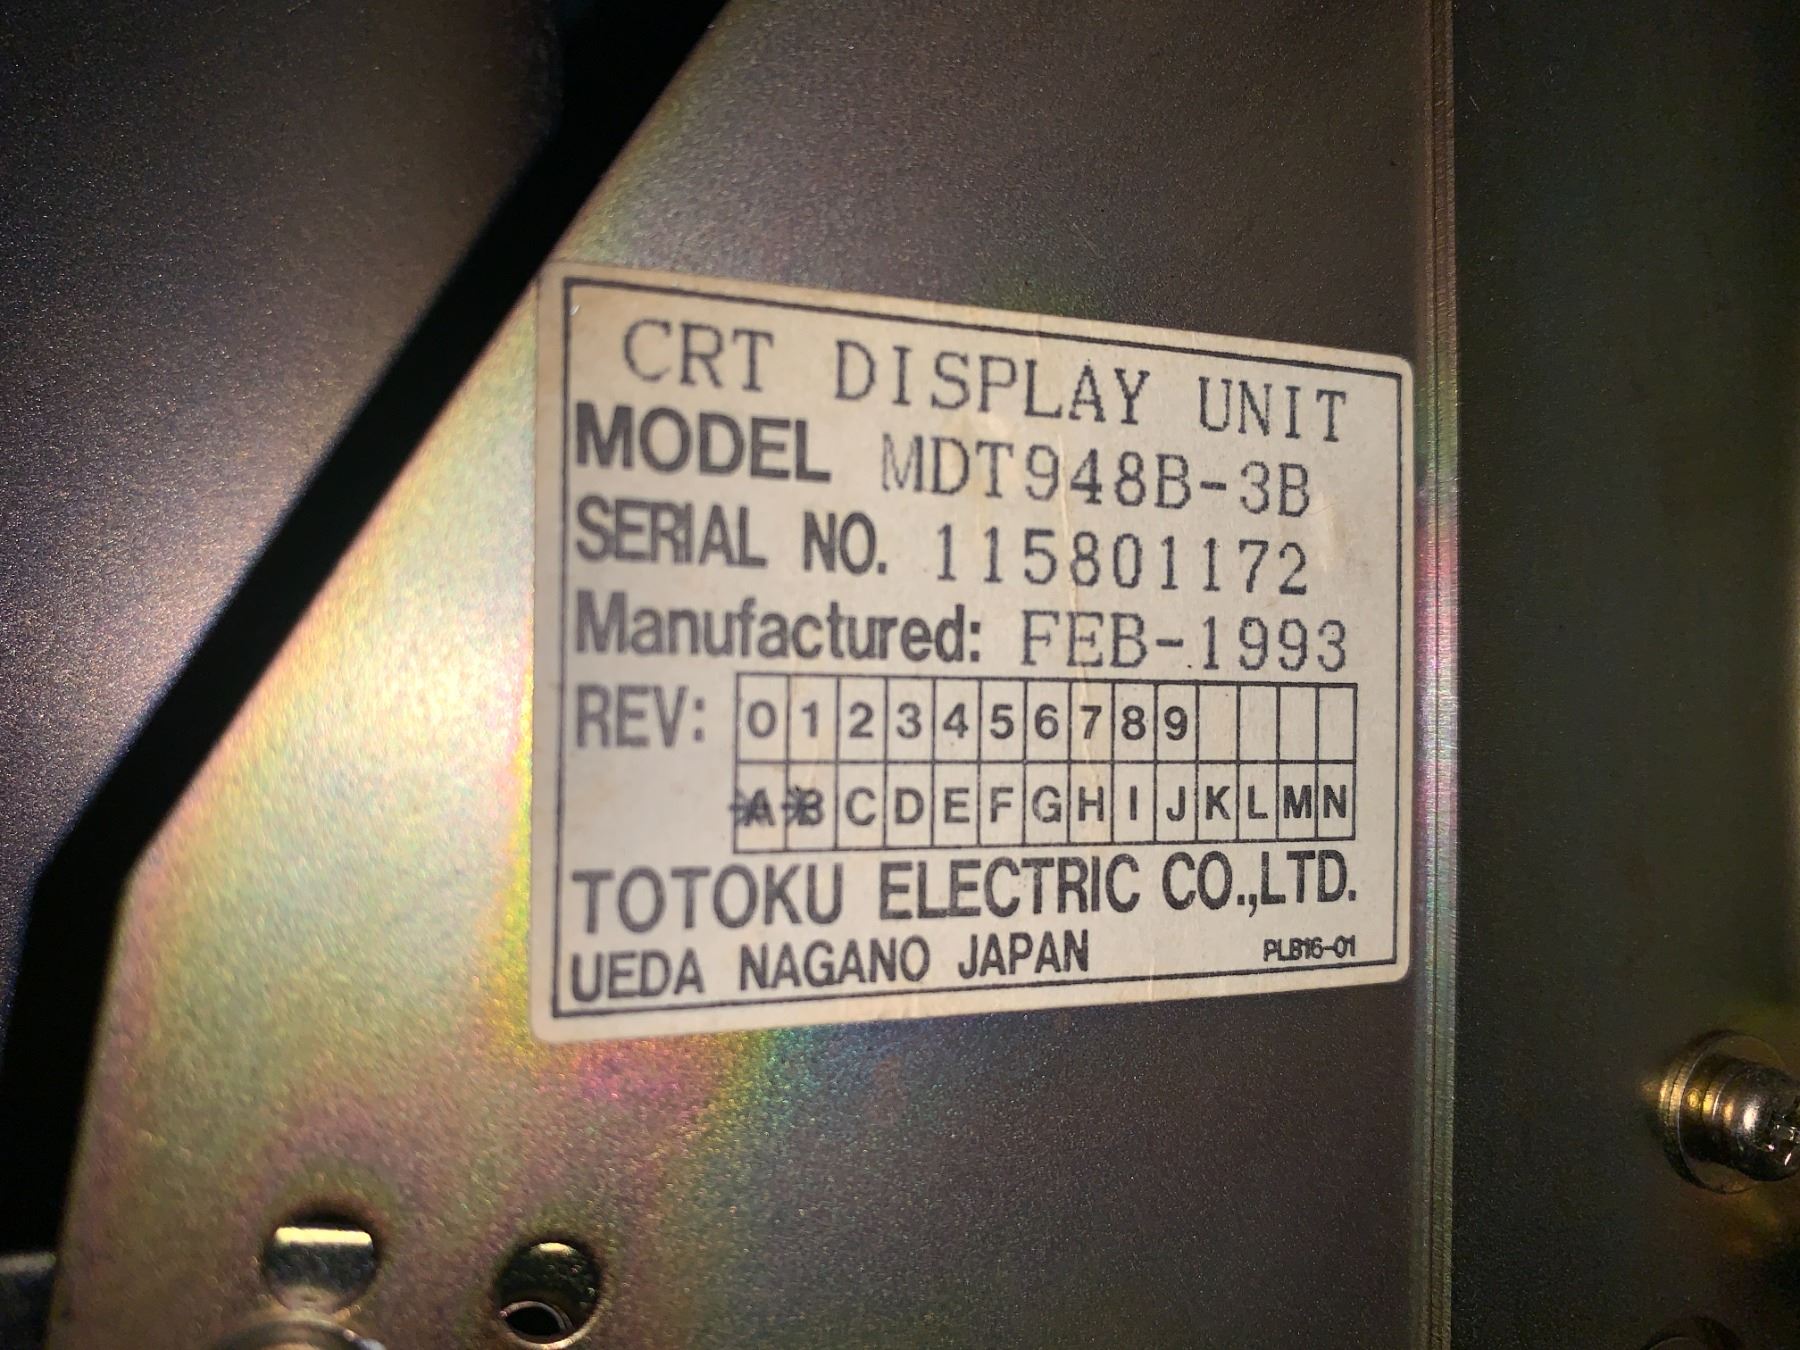 CRT DISPLAY UNIT
MODEL MDT948B-3B
SERIAL NO. 115801172
Manufactured: FEB-1993
REV: 0 1 2 3 4 5 6 7 8 9
A B C D E F G H I J K L M N
TOTOKU ELECTRIC CO.,LTD.
UEDA NAGANO JAPAN PLB16-01